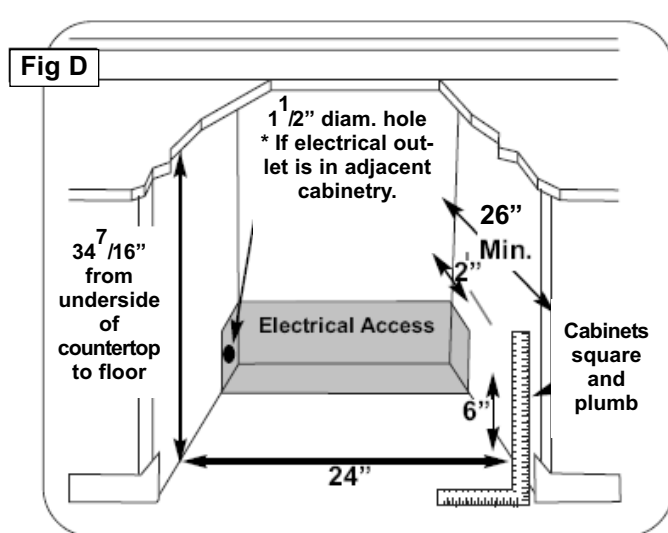 Fig D
1 1/2” diam. hole
* If electrical out-
let is in adjacent
cabinetry.
34 7/16”
from
underside
of
countertop
to floor
26”
Min.
2”
Electrical Access
Cabinets
square
and
plumb
6”
24”